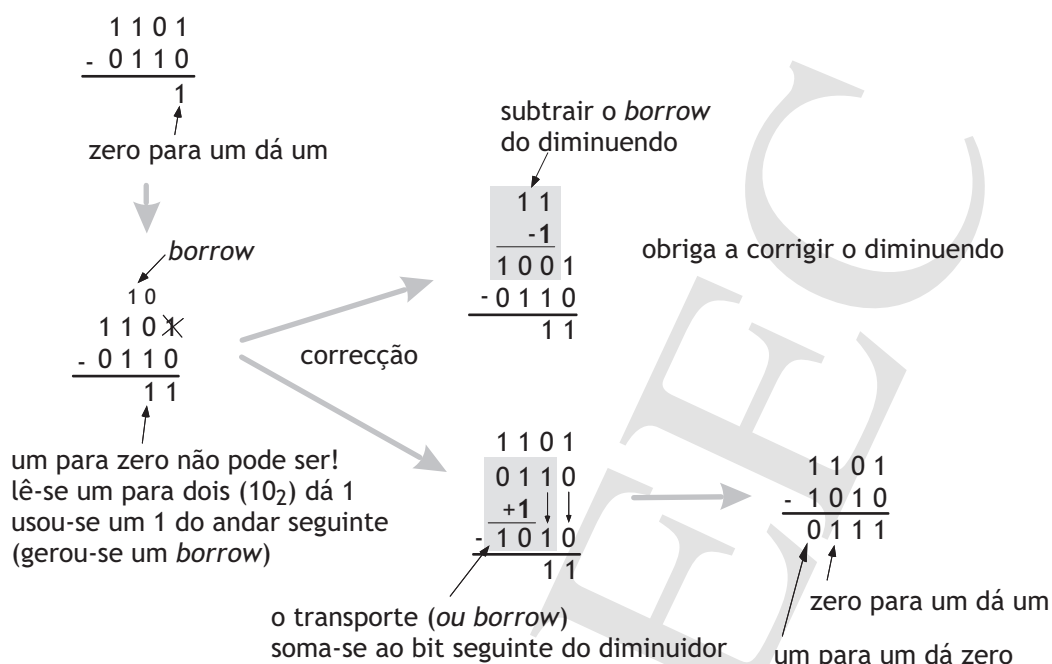 1 1 0 1
- 0 1 1 0
1
zero para um dá um
borrow
1 0
1 1 0 1
- 0 1 1 0
1 1
um para zero não pode ser!
lê-se um para dois (10₂) dá 1
usou-se um 1 do andar seguinte
(gerou-se um borrow)
correcção
subtrair o borrow
do diminuendo
1 1
-1
1 0 0 1
- 0 1 1 0
1 1
obriga a corrigir o diminuendo
1 1 0 1
0 1 1 0
+1
- 1 0 1 0
1 1
o transporte (ou borrow)
soma-se ao bit seguinte do diminuidor
1 1 0 1
- 1 0 1 0
0 1 1 1
zero para um dá um
um para um dá zero
EEC